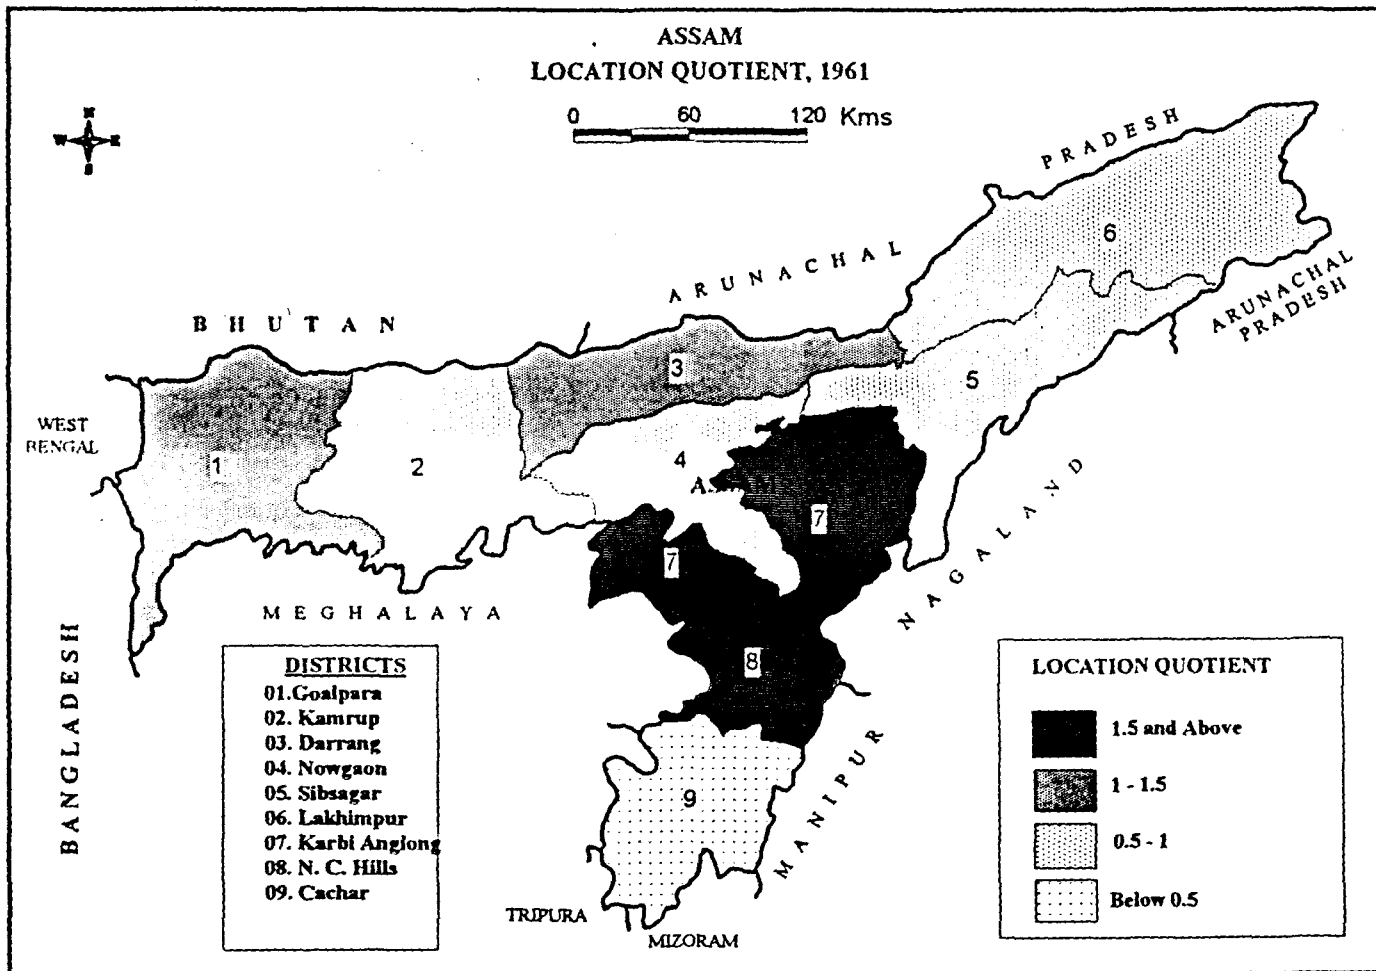 ASSAM
LOCATION QUOTIENT, 1961
0 60 120 Kms
N
W E
S
PRADESH
6
ARUNACHAL
ARUNACHAL
PRADESH
BHUTAN
3
5
WEST
BENGAL
1
2
4
7
7
NAGALAND
MEGHALAYA
BANGLADESH
8
9
MANIPUR
TRIPURA
MIZORAM
DISTRICTS
01.Goalpara
02. Kamrup
03. Darrang
04. Nowgaon
05. Sibsagar
06. Lakhimpur
07. Karbi Anglong
08. N. C. Hills
09. Cachar
LOCATION QUOTIENT
1.5 and Above
1 - 1.5
0.5 - 1
Below 0.5